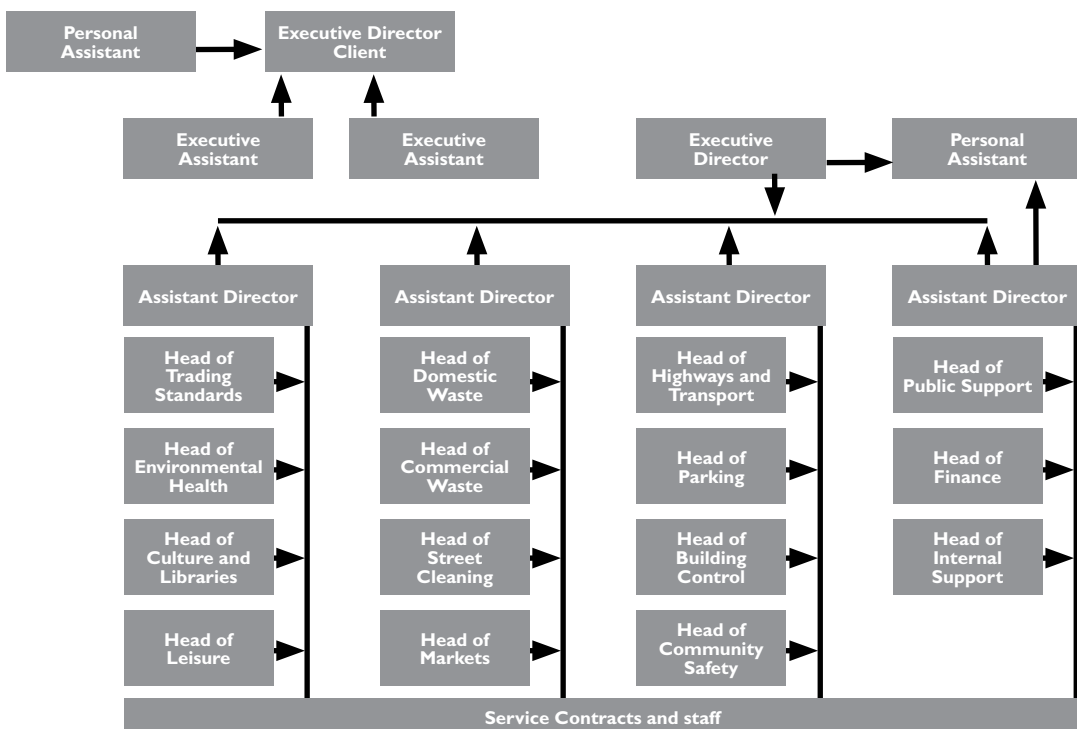 Personal
Assistant
Executive Director
Client
Executive
Assistant
Executive
Assistant
Executive
Director
Personal
Assistant
Assistant Director
Assistant Director
Assistant Director
Assistant Director
Head of
Trading
Standards
Head of
Domestic
Waste
Head of
Highways and
Transport
Head of
Public Support
Head of
Environmental
Health
Head of
Commercial
Waste
Head of
Parking
Head of
Finance
Head of
Culture and
Libraries
Head of
Street
Cleaning
Head of
Building
Control
Head of
Internal
Support
Head of
Leisure
Head of
Markets
Head of
Community
Safety
Service Contracts and staff